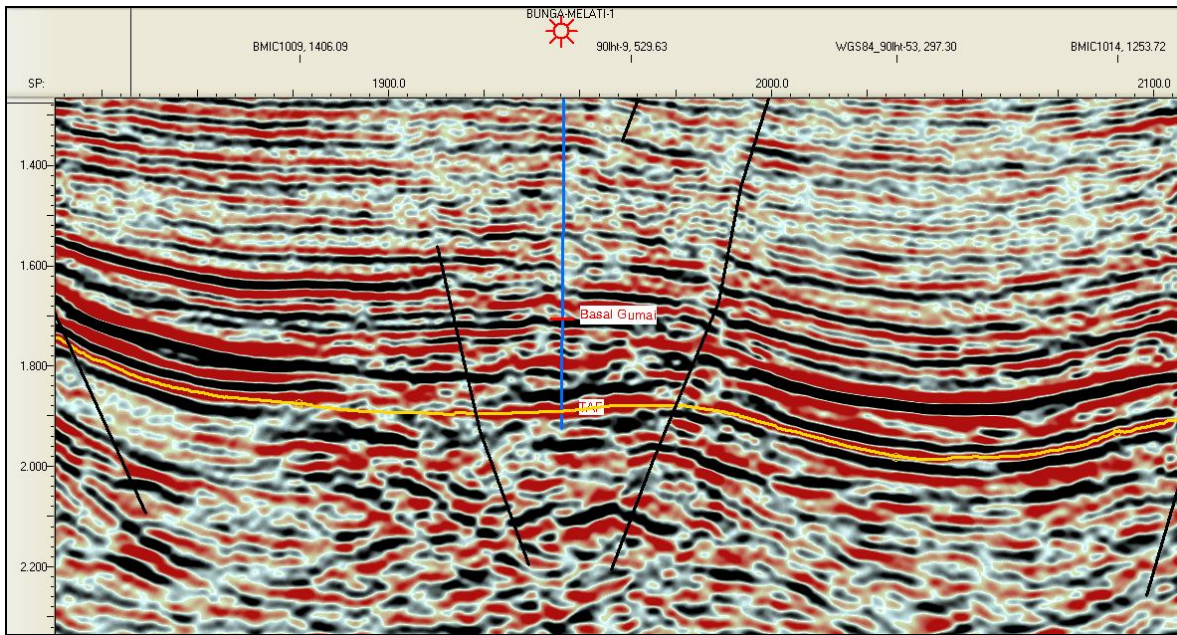 BUNGA-MELATI-1
BMIC1009, 1406.09
90lht-9, 529.63
WGS84_90lht-53, 297.30
BMIC1014, 1253.72
SP:
1900.0
2000.0
2100.0
1.400
1.600
Basal Gumai
1.800
TAF
2.000
2.200